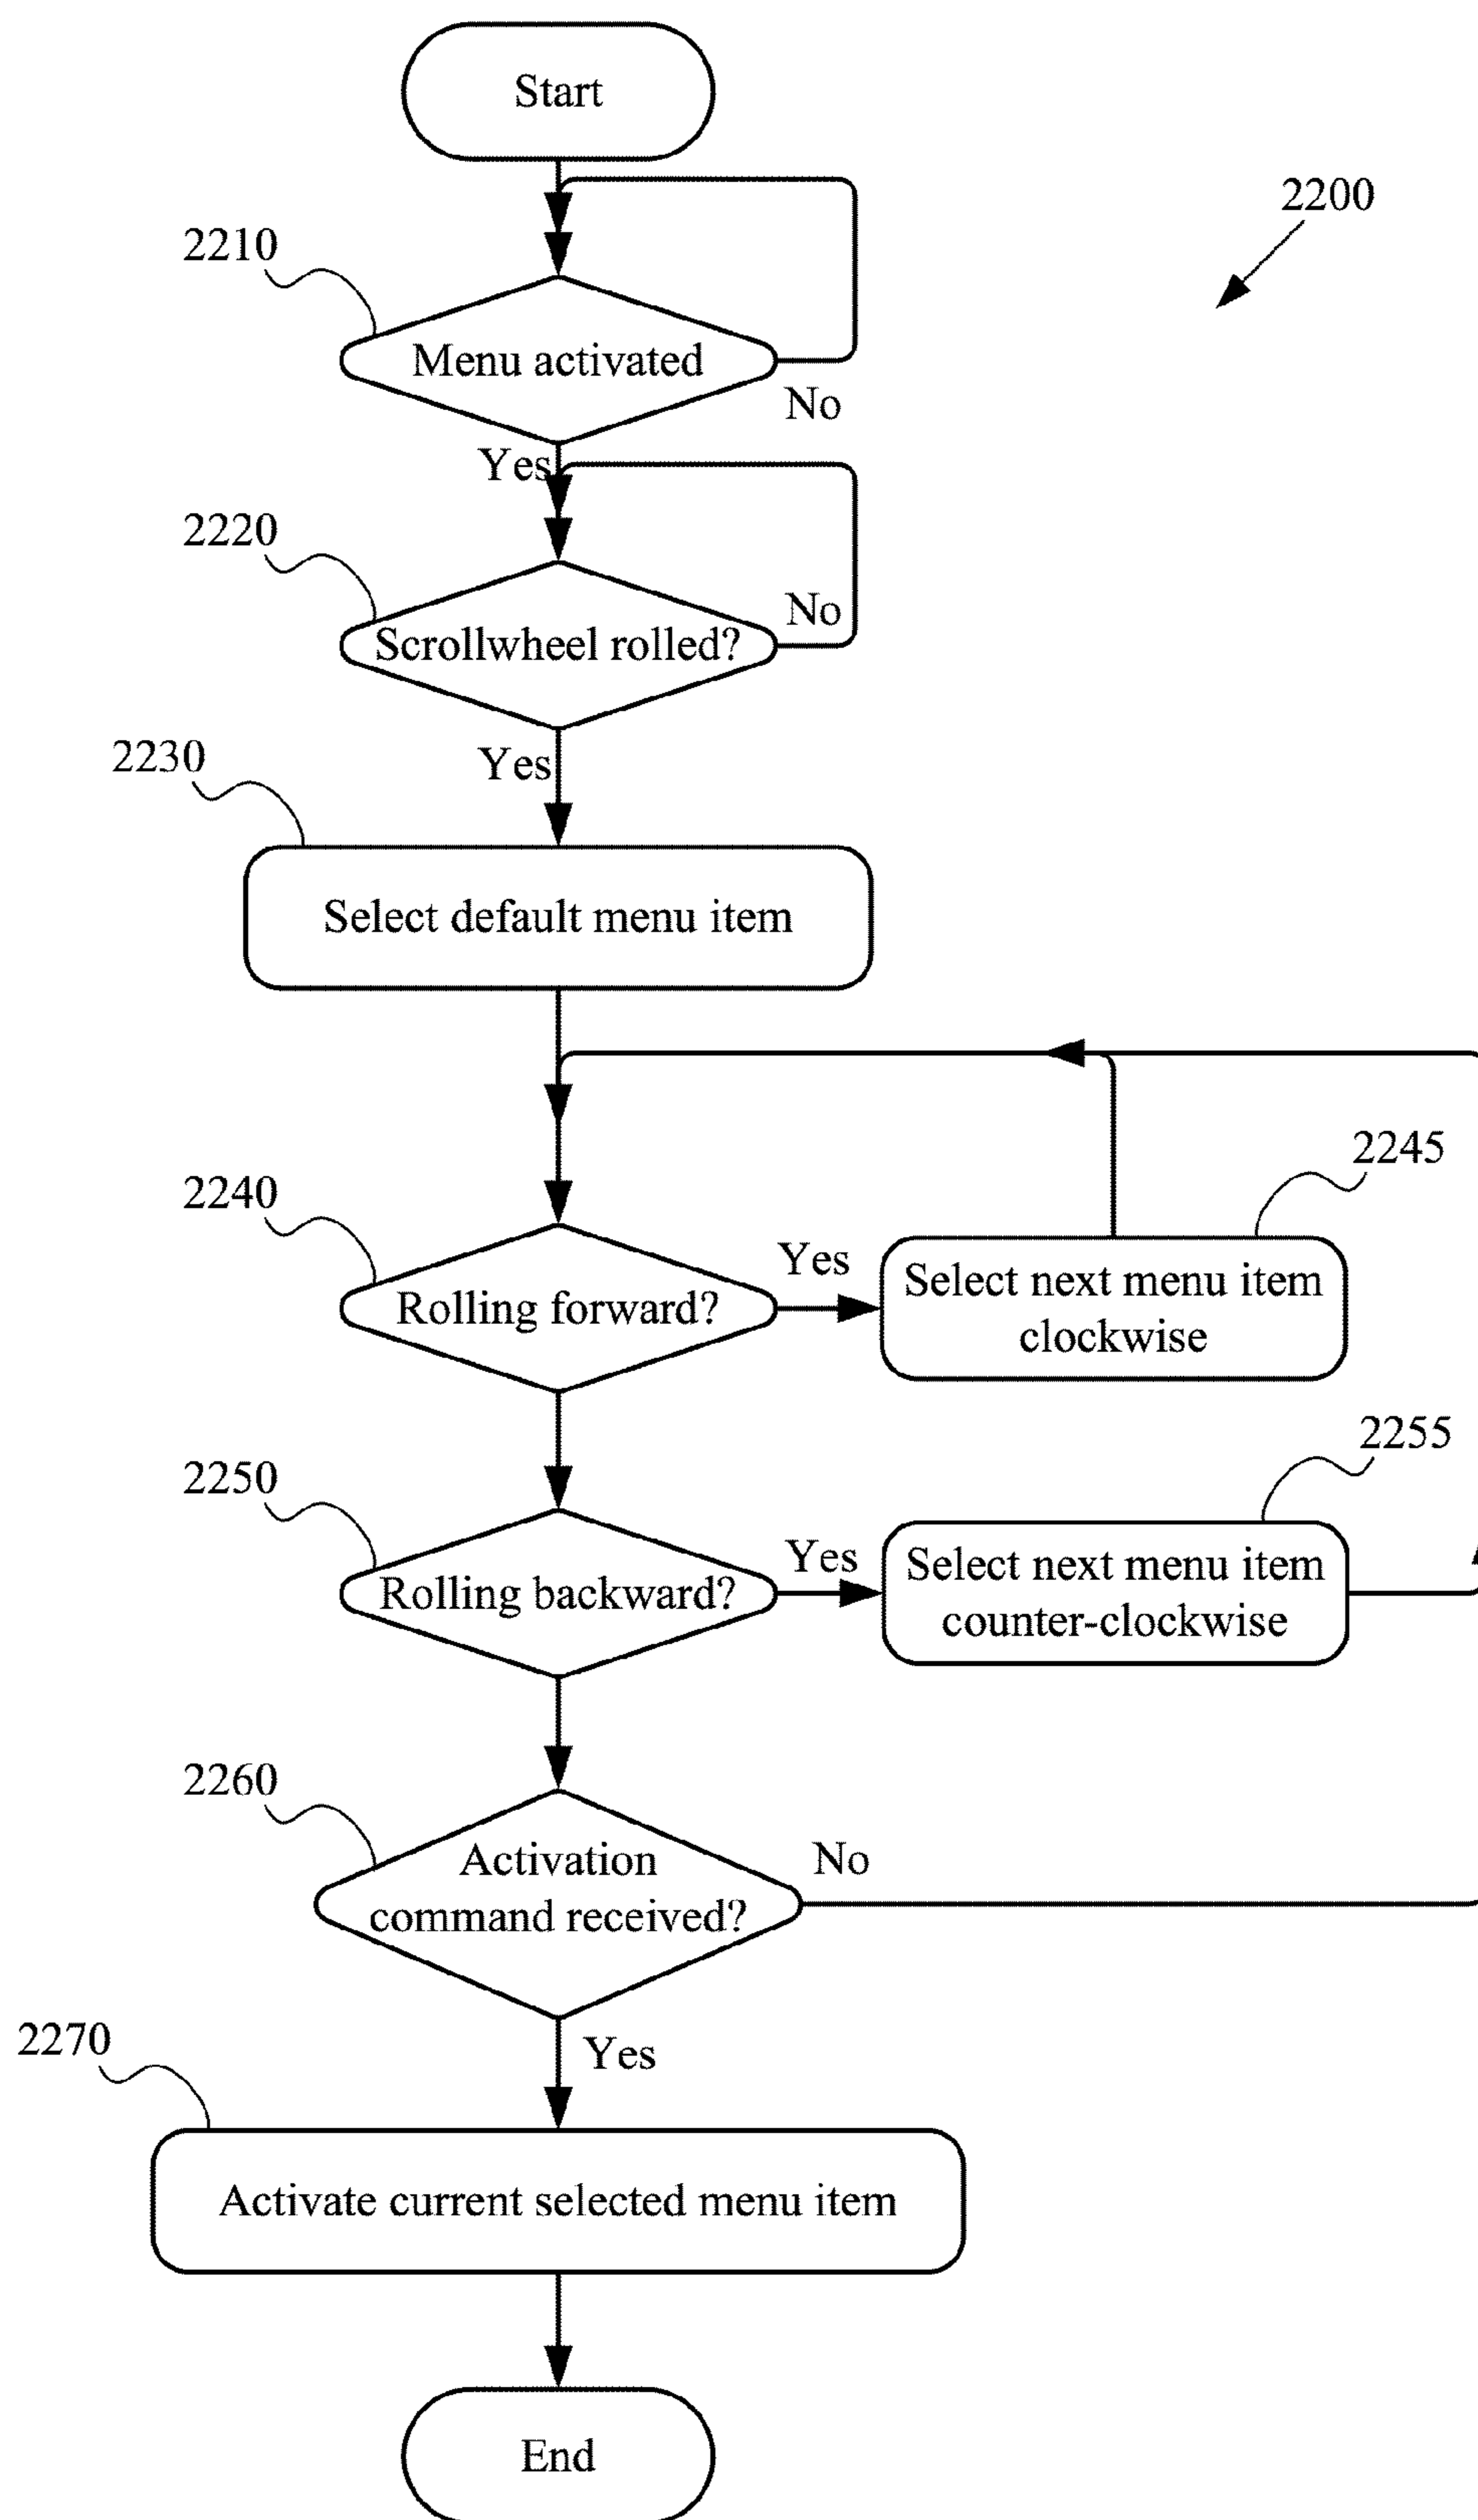 Start
2200
2210
Menu activated
No
Yes
2220
No
Scrollwheel rolled?
2230
Yes
Select default menu item
2245
2240
Yes
Select next menu item
clockwise
Rolling forward?
2255
2250
Yes
Select next menu item
counter-clockwise
Rolling backward?
2260
Activation
command received?
No
2270
Yes
Activate current selected menu item
End